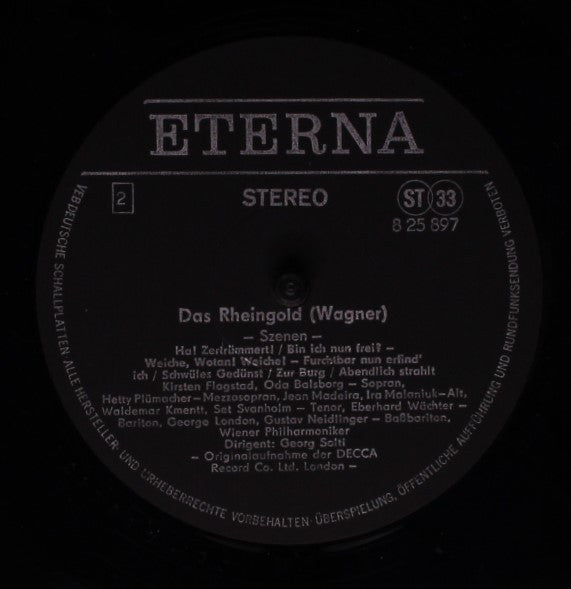 ETERNA
2 STEREO ST 33
8 25 897
Das Rheingold (Wagner)
– Szenen –
Ha! Zertrümmert! / Bin ich nun frei? –
Weiche, Wotan! Weiche! – Furchtbar nun erfind'
ich / Schwüles Gedünst / Zur Burg / Abendlich strahlt
Kirsten Flagstad, Oda Balsborg – Sopran,
Hetty Plümacher – Mezzosopran, Jean Madeira, Ira Malaniuk – Alt,
Waldemar Kmentt, Set Svanholm – Tenor, Eberhard Wächter –
Bariton, George London, Gustav Neidlinger – Baßbariton,
Wiener Philharmoniker
Dirigent: Georg Solti
– Originalaufnahme der DECCA
Record Co. Ltd. London –
VEB DEUTSCHE SCHALLPLATTEN ALLE HERSTELLER- UND URHEBERRECHTE VORBEHALTEN · ÜBERSPIELUNG, ÖFFENTLICHE AUFFÜHRUNG UND RUNDFUNKSENDUNG VERBOTEN